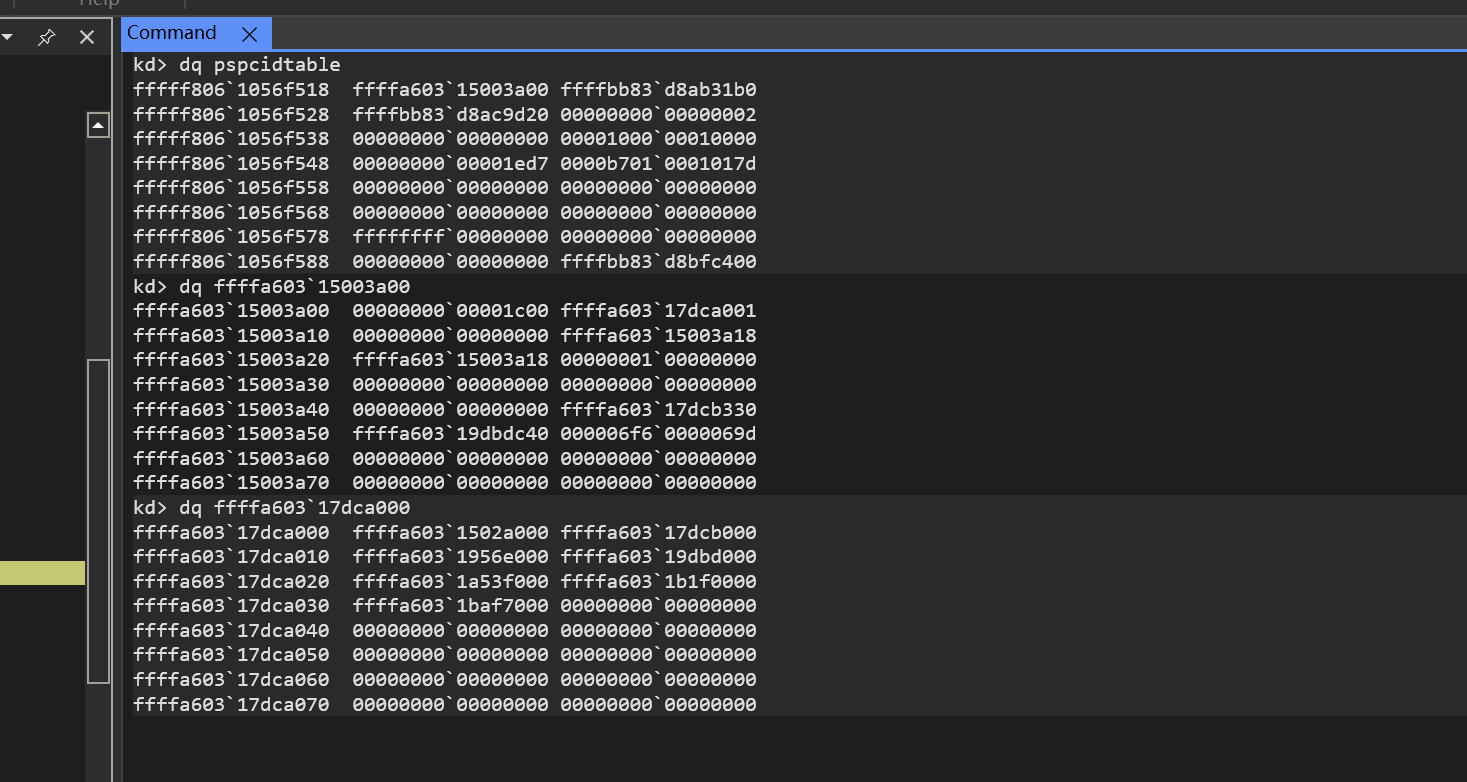 Help
Command
kd> dq pspcidtable
fffff806`1056f518  ffffa603`15003a00 ffffbb83`d8ab31b0
fffff806`1056f528  ffffbb83`d8ac9d20 00000000`00000002
fffff806`1056f538  00000000`00000000 00001000`00010000
fffff806`1056f548  00000000`00001ed7 0000b701`0001017d
fffff806`1056f558  00000000`00000000 00000000`00000000
fffff806`1056f568  00000000`00000000 00000000`00000000
fffff806`1056f578  ffffffff`00000000 00000000`00000000
fffff806`1056f588  00000000`00000000 ffffbb83`d8bfc400
kd> dq ffffa603`15003a00
ffffa603`15003a00  00000000`00001c00 ffffa603`17dca001
ffffa603`15003a10  00000000`00000000 ffffa603`15003a18
ffffa603`15003a20  ffffa603`15003a18 00000001`00000000
ffffa603`15003a30  00000000`00000000 00000000`00000000
ffffa603`15003a40  00000000`00000000 ffffa603`17dcb330
ffffa603`15003a50  ffffa603`19dbdc40 000006f6`0000069d
ffffa603`15003a60  00000000`00000000 00000000`00000000
ffffa603`15003a70  00000000`00000000 00000000`00000000
kd> dq ffffa603`17dca000
ffffa603`17dca000  ffffa603`1502a000 ffffa603`17dcb000
ffffa603`17dca010  ffffa603`1956e000 ffffa603`19dbd000
ffffa603`17dca020  ffffa603`1a53f000 ffffa603`1b1f0000
ffffa603`17dca030  ffffa603`1baf7000 00000000`00000000
ffffa603`17dca040  00000000`00000000 00000000`00000000
ffffa603`17dca050  00000000`00000000 00000000`00000000
ffffa603`17dca060  00000000`00000000 00000000`00000000
ffffa603`17dca070  00000000`00000000 00000000`00000000